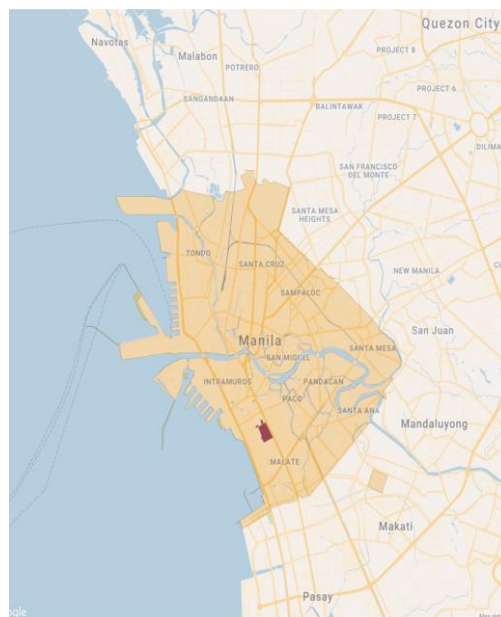 Quezon City
Navotas
Malabon
PROJECT 8
POTRERO
PROJECT 6
SANGANDAAN
BALINTAWAK
PROJECT 7
DILIMA
SAN FRANCISCO
DEL MONTE
SANTA MESA
HEIGHTS
TONDO
SANTA CRUZ
NEW MANILA
SAMPALOC
San Juan
Manila
SANTA MESA
SAN MIGUEL
INTRAMUROS
PANDACAN
PACO
SANTA ANA
Mandaluyong
MALATE
Makati
Pasay
ogle